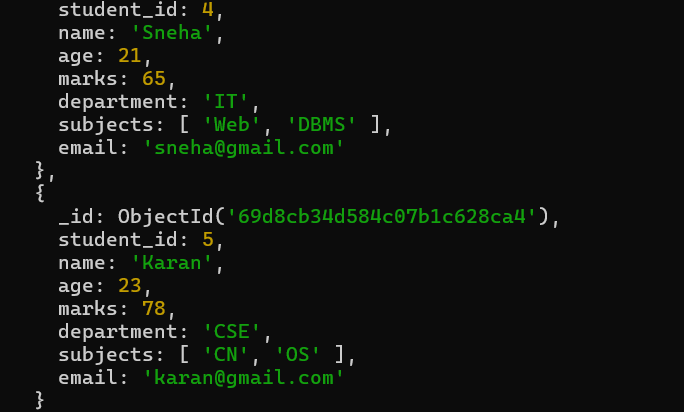 student_id: 4,
name: 'Sneha',
age: 21,
marks: 65,
department: 'IT',
subjects: [ 'Web', 'DBMS' ],
email: 'sneha@gmail.com'
},
{
_id: ObjectId('69d8cb34d584c07b1c628ca4'),
student_id: 5,
name: 'Karan',
age: 23,
marks: 78,
department: 'CSE',
subjects: [ 'CN', 'OS' ],
email: 'karan@gmail.com'
}